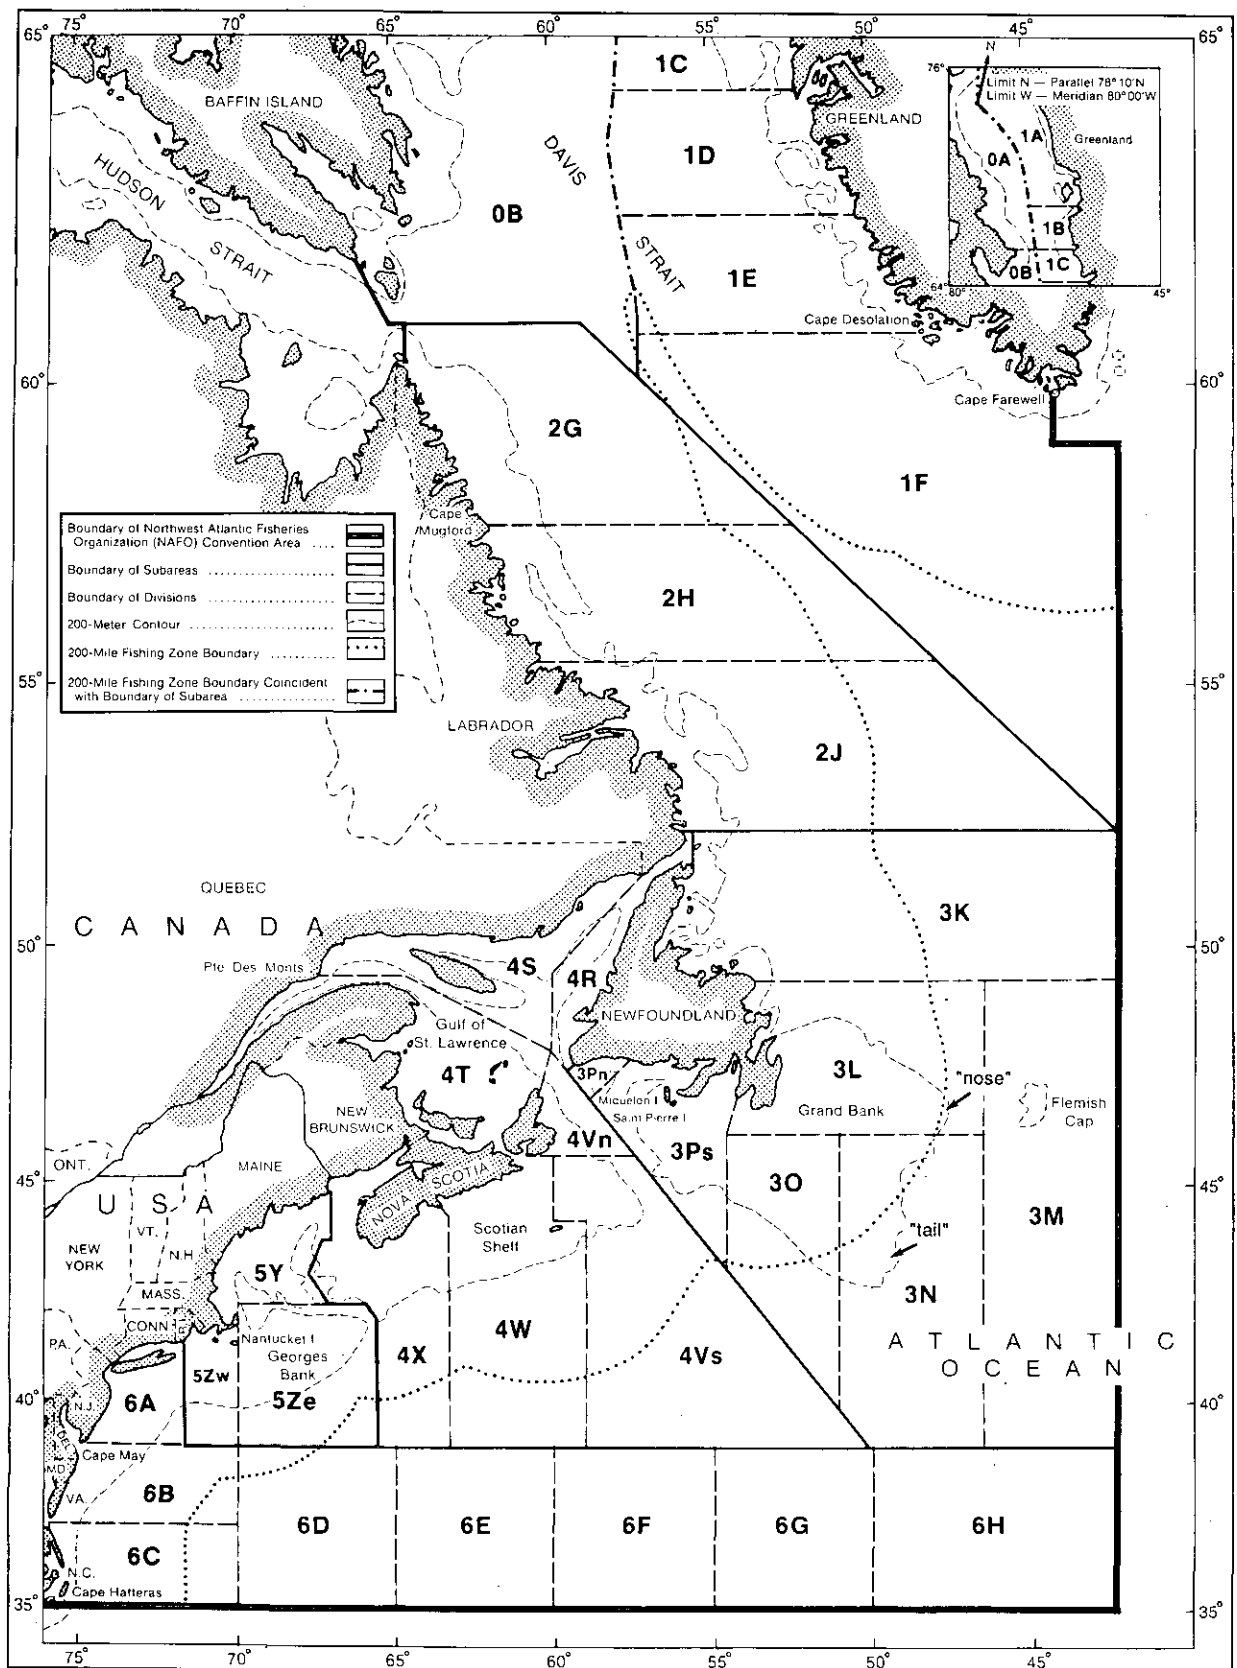 75° 70° 65° 60° 55° 50° 45°
65° 65°
N
76°
Limit N — Parallel 78°10'N
Limit W — Meridian 80°00'W
1A
0A
Greenland
1B
0B
1C
64°
80°
45°
1C
BAFFIN ISLAND
GREENLAND
DAVIS
STRAIT
1D
HUDSON
STRAIT
0B
1E
Cape Desolation
60° 60°
Cape Farewell
2G
1F
Cape
Mugford
Boundary of Northwest Atlantic Fisheries
Organization (NAFO) Convention Area ....
Boundary of Subareas ....................
Boundary of Divisions ....................
200-Meter Contour ....................
200-Mile Fishing Zone Boundary ..........
200-Mile Fishing Zone Boundary Coincident
with Boundary of Subarea ..............
2H
55° 55°
LABRADOR
2J
QUEBEC
CANADA
3K
50° 50°
Pte Des Monts
4S
4R
NEWFOUNDLAND
Gulf of
St. Lawrence
4T
3Pn
3L
"nose"
Miquelon I
Saint Pierre I
Grand Bank
Flemish
Cap
NEW
BRUNSWICK
4Vn
3Ps
ONT.
MAINE
45° 45°
NOVA SCOTIA
3O
3M
USA
VT.
N.H.
NEW
YORK
Scotian
Shelf
"tail"
5Y
MASS.
3N
CONN
R.I.
PA.
Nantucket I
Georges
Bank
4X
4W
4Vs
ATLANTIC
OCEAN
5Zw
5Ze
40° 40°
N.J.
6A
DEL
Cape May
MD.
VA.
6B
6D
6E
6F
6G
6H
6C
N.C.
Cape Hatteras
35° 35°
75° 70° 65° 60° 55° 50° 45°